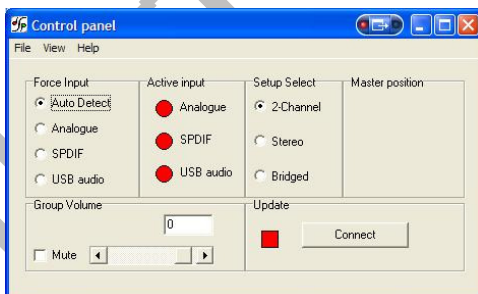 Control panel
File View Help
Force Input
Auto Detect
Analogue
SPDIF
USB audio
Active input
Analogue
SPDIF
USB audio
Setup Select
2-Channel
Stereo
Bridged
Master position
Group Volume
0
Mute
Update
Connect